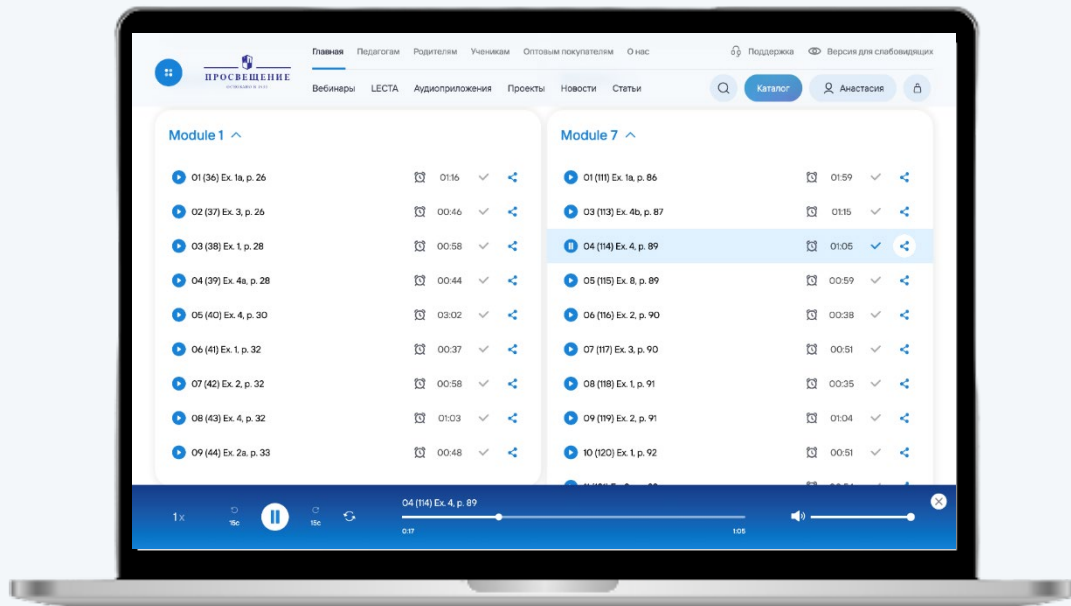 Главная Педагогам Родителям Ученикам Оптовым покупателям О нас Поддержка Версия для слабовидящих
ПРОСВЕЩЕНИЕ
Вебинары LECTA Аудиоприложения Проекты Новости Статьи Каталог Анастасия
Module 1
01 (36) Ex. 1a, p. 26 01:16
02 (37) Ex. 3, p. 26 00:46
03 (38) Ex. 1, p. 28 00:58
04 (39) Ex. 4a, p. 28 00:44
05 (40) Ex. 4, p. 30 03:02
06 (41) Ex. 1, p. 32 00:37
07 (42) Ex. 2, p. 32 00:58
08 (43) Ex. 4, p. 32 01:03
09 (44) Ex. 2a, p. 33 00:48
Module 7
01 (111) Ex. 1a, p. 86 01:59
03 (113) Ex. 4b, p. 87 01:15
04 (114) Ex. 4, p. 89 01:05
05 (115) Ex. 8, p. 89 00:59
06 (116) Ex. 2, p. 90 00:38
07 (117) Ex. 3, p. 90 00:51
08 (118) Ex. 1, p. 91 00:35
09 (119) Ex. 2, p. 91 01:04
10 (120) Ex. 1, p. 92 00:51
04 (114) Ex. 4, p. 89
1x 15c 15c
0:17 1:05